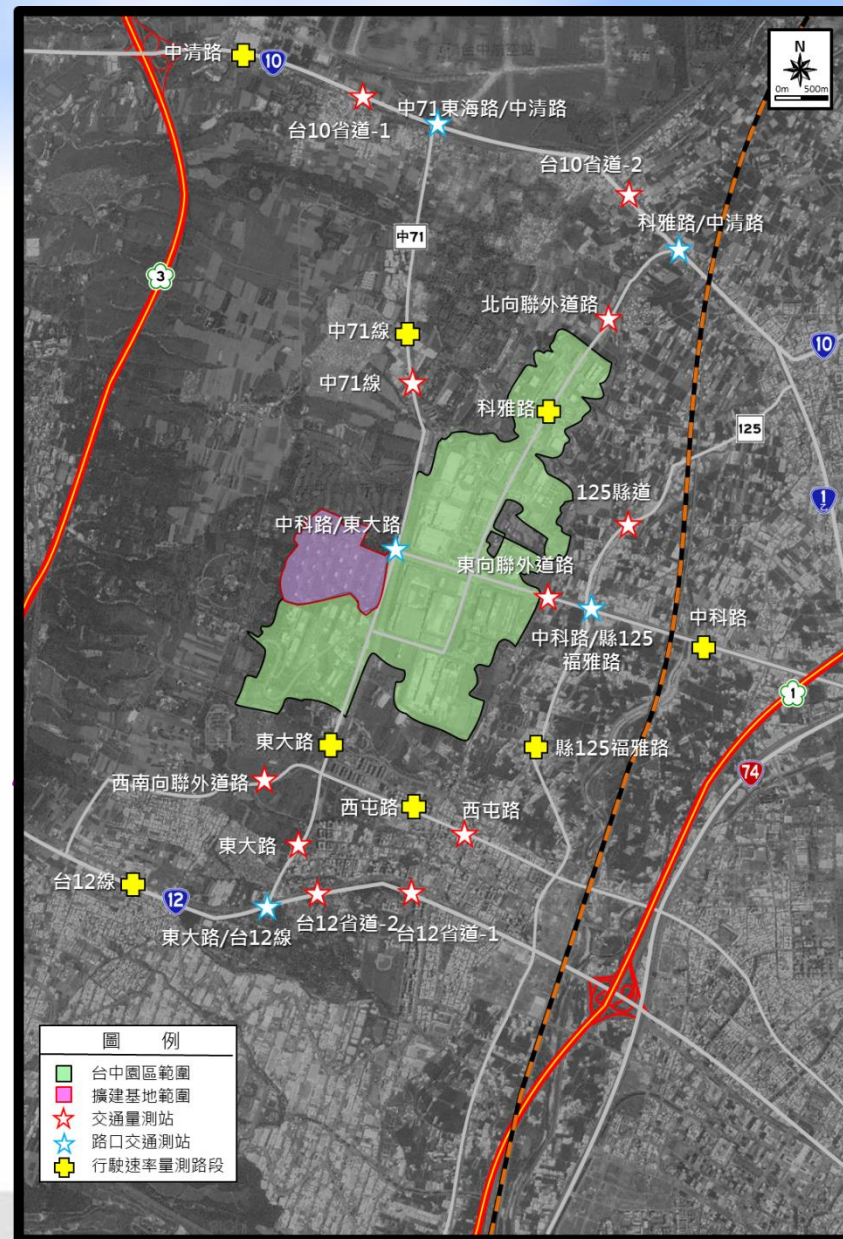 N
0m 500m
台中航空站
中清路
10
台10省道-1
中71東海路/中清路
台10省道-2
科雅路/中清路
中71
3
北向聯外道路
中71線
10
中71線
科雅路
125
125縣道
1乙
中科路/東大路
東向聯外道路
中科路/縣125
福雅路
中科路
1
東大路
縣125福雅路
74
西南向聯外道路
西屯路
西屯路
東大路
台12線
12
東大路/台12線
台12省道-2
台12省道-1
圖 例
台中園區範圍
擴建基地範圍
交通量測站
路口交通測站
行駛速率量測路段